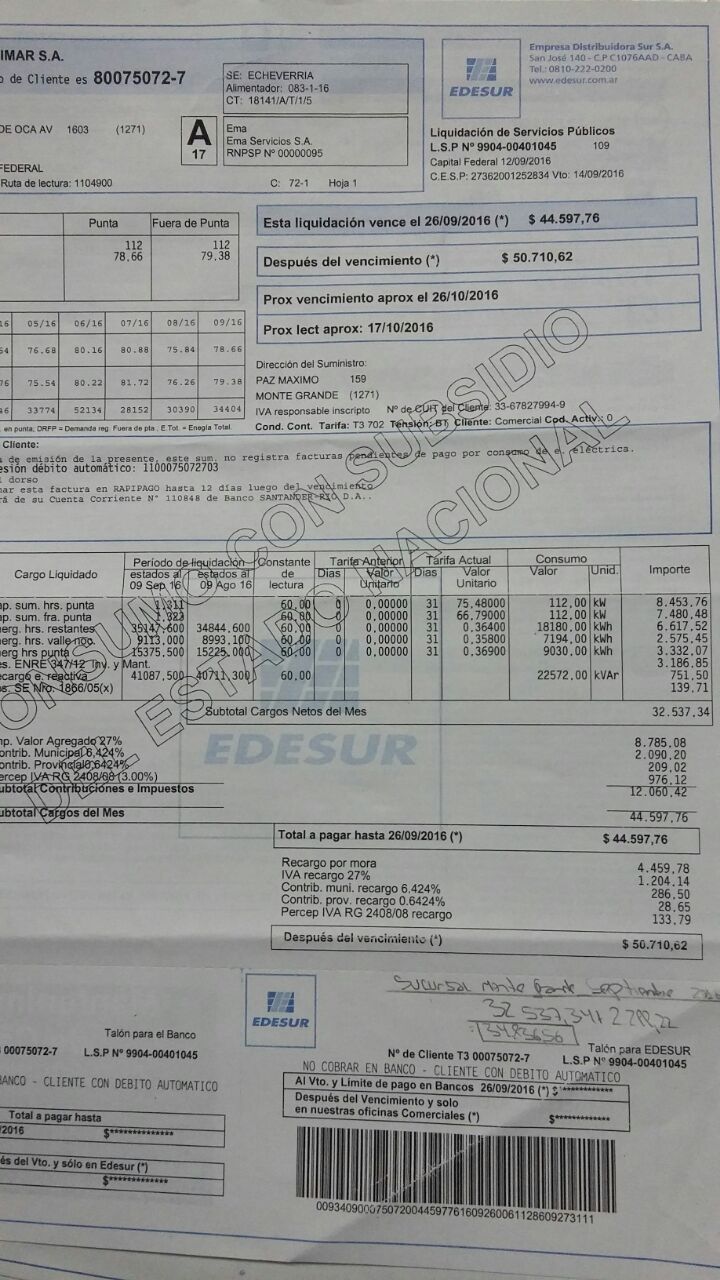 IMAR S.A.
o de Cliente es 80075072-7
SE: ECHEVERRIA
Alimentador: 083-1-16
CT: 18141/A/T/1/5
EDESUR
Empresa Distribuidora Sur S.A.
San José 140 - C.P C1076AAD - CABA
Tel.: 0810-222-0200
www.edesur.com.ar
DE OCA AV 1603 (1271)
A
17
Ema
Ema Servicios S.A.
RNPSP Nº 00000095
Liquidación de Servicios Públicos
L.S.P Nº 9904-00401045 109
Capital Federal 12/09/2016
C.E.S.P: 27362001252834 Vto: 14/09/2016
FEDERAL
Ruta de lectura: 1104900
C: 72-1 Hoja 1
Punta Fuera de Punta
112 112
78.66 79.38
Esta liquidación vence el 26/09/2016 (*) $ 44.597,76
Después del vencimiento (*) $ 50.710,62
Prox vencimiento aprox el 26/10/2016
Prox lect aprox: 17/10/2016
16 05/16 06/16 07/16 08/16 09/16
54 76.68 80.16 80.88 75.84 78.66
76 75.54 80.22 81.72 76.26 79.38
16 33774 52134 28152 30390 34404
en punta; DRFP = Demanda reg. Fuera de pta., E.Tot. = Enegía Total.
Dirección del Suministro:
PAZ MAXIMO 159
MONTE GRANDE (1271)
IVA responsable inscripto Nº de CUIT del Cliente: 33-67827994-9
Cond. Cont. Tarifa: T3 702 Tensión: BT Cliente: Comercial Cod. Activ.: 0
Cliente:
a de emisión de la presente, este sum. no registra facturas pendientes de pago por consumo de e. eléctrica.
esión débito automático: 1100075072703
l dorso
nar esta factura en RAPIPAGO hasta 12 días luego del vencimiento
rá de su Cuenta Corriente N° 110848 de Banco SANTANDER RIO D.A..
CONSUMO CON SUBSIDIO
DEL ESTADO NACIONAL
Cargo Liquidado Período de liquidación Constante de lectura Tarifa Anterior Tarifa Actual Consumo Importe
estados al 09 Sep 16 estados al 09 Ago 16 Dias Valor Unitario Dias Valor Unitario Valor Unid.
p. sum. hrs. punta 1,311 60,00 0 0,00000 31 75,48000 112,00 kW 8.453,76
p. sum. fra. punta 1,323 60,00 0 0,00000 31 66,79000 112,00 kW 7.480,48
nerg. hrs. restantes 35147,600 34844,600 60,00 0 0,00000 31 0,36400 18180,00 kWh 6.617,52
nerg. hrs. valle noc. 9113,000 8993,100 60,00 0 0,00000 31 0,35800 7194,00 kWh 2.575,45
nerg hrs punta 15375,500 15225,000 60,00 0 0,00000 31 0,36900 9030,00 kWh 3.332,07
es. ENRE 347/12 Inv. y Mant. 3.186,85
ecargo e. reactiva 41087,500 40711,300 60,00 22572,00 kVAr 751,50
os. SE Nro. 1866/05(x) 139,71
Subtotal Cargos Netos del Mes 32.537,34
EDESUR
mp. Valor Agregado 27% 8.785,08
ontrib. Municipal 6,424% 2.090,20
ontrib. Provincial 0,6424% 209,02
ercep IVA RG 2408/08 (3.00%) 976,12
ubtotal Contribuciones e Impuestos 12.060,42
ubtotal Cargos del Mes 44.597,76
Total a pagar hasta 26/09/2016 (*) $ 44.597,76
Recargo por mora 4.459,78
IVA recargo 27% 1.204,14
Contrib. muni. recargo 6.424% 286,50
Contrib. prov. recargo 0.6424% 28,65
Percep IVA RG 2408/08 recargo 133,79
Después del vencimiento (*) $ 50.710,62
Sucursal Monte Grande Septiembre
32.537,34+
EDESUR
Talón para el Banco
00075072-7 L.S.P Nº 9904-00401045
Talón para EDESUR
Nº de Cliente T3 00075072-7 L.S.P Nº 9904-00401045
BANCO - CLIENTE CON DEBITO AUTOMATICO
NO COBRAR EN BANCO - CLIENTE CON DEBITO AUTOMATICO
Total a pagar hasta
2016 $**************
és del Vto. y sólo en Edesur (*)
$**************
Al Vto. y Limite de pago en Bancos 26/09/2016 (*) $*************
Después del Vencimiento y solo
en nuestras oficinas Comerciales (*) $*************